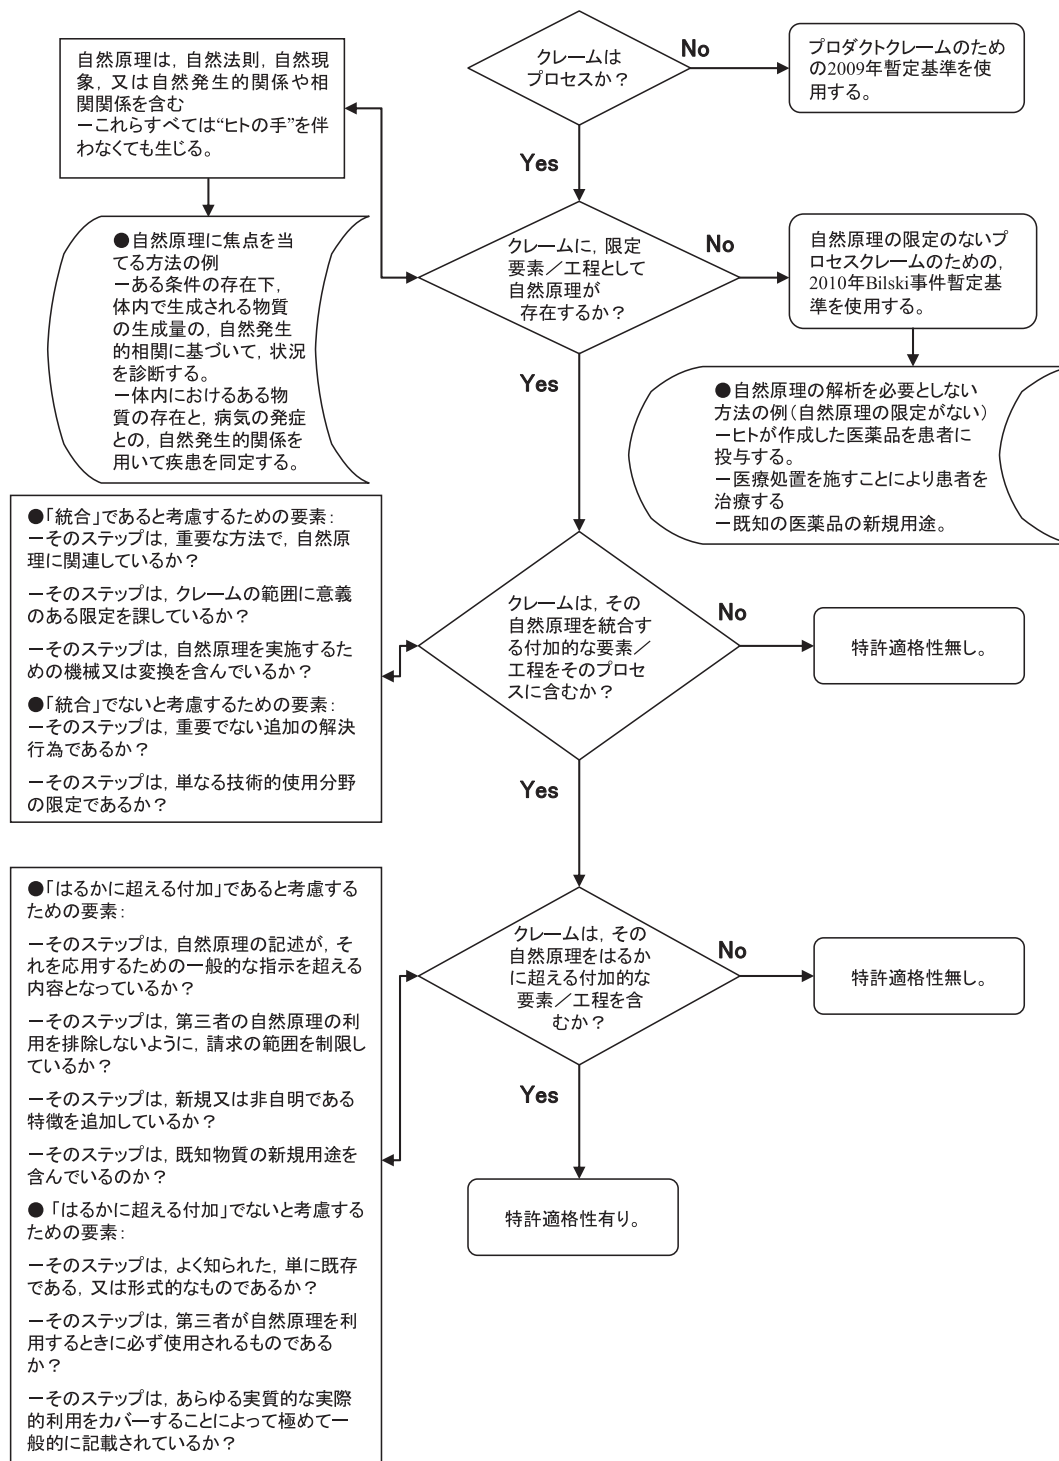 クレームは
プロセスか？
No
プロダクトクレームのため
の2009年暫定基準を使
用する。
自然原理は，自然法則，自然現
象，又は自然発生的関係や相
関関係を含む
－これらすべては“ヒトの手”を伴
わなくても生じる。
Yes
●自然原理に焦点を当
てる方法の例
－ある条件の存在下，
体内で生成される物質
の生成量の，自然発生
的相関に基づいて，状況
を診断する。
－体内におけるある物
質の存在と，病気の発症
との，自然発生的関係を
用いて疾患を同定する。
クレームに，限定
要素／工程として
自然原理が
存在するか？
No
自然原理の限定のないプ
ロセスクレームのための，
2010年Bilski事件暫定基
準を使用する。
Yes
●自然原理の解析を必要としない
方法の例（自然原理の限定がない）
－ヒトが作成した医薬品を患者に
投与する。
－医療処置を施すことにより患者を
治療する
－既知の医薬品の新規用途。
●「統合」であると考慮するための要素：
－そのステップは，重要な方法で，自然原
理に関連しているか？
－そのステップは，クレームの範囲に意義
のある限定を課しているか？
－そのステップは，自然原理を実施するた
めの機械又は変換を含んでいるか？
●「統合」でないと考慮するための要素：
－そのステップは，重要でない追加の解決
行為であるか？
－そのステップは，単なる技術的使用分野
の限定であるか？
クレームは，その
自然原理を統合す
る付加的な要素／
工程をそのプロセ
スに含むか？
No
特許適格性無し。
Yes
●「はるかに超える付加」であると考慮する
ための要素：
－そのステップは，自然原理の記述が，そ
れを応用するための一般的な指示を超える
内容となっているか？
－そのステップは，第三者の自然原理の利
用を排除しないように，請求の範囲を制限し
ているか？
－そのステップは，新規又は非自明である
特徴を追加しているか？
－そのステップは，既知物質の新規用途を
含んでいるのか？
●「はるかに超える付加」でないと考慮する
ための要素：
－そのステップは，よく知られた，単に既存
である，又は形式的なものであるか？
－そのステップは，第三者が自然原理を利
用するときに必ず使用されるものである
か？
－そのステップは，あらゆる実質的な実際
的利用をカバーすることによって極めて一
般的に記載されているか？
クレームは，その
自然原理をはるか
に超える付加的な
要素／工程を含
むか？
No
特許適格性無し。
Yes
特許適格性有り。